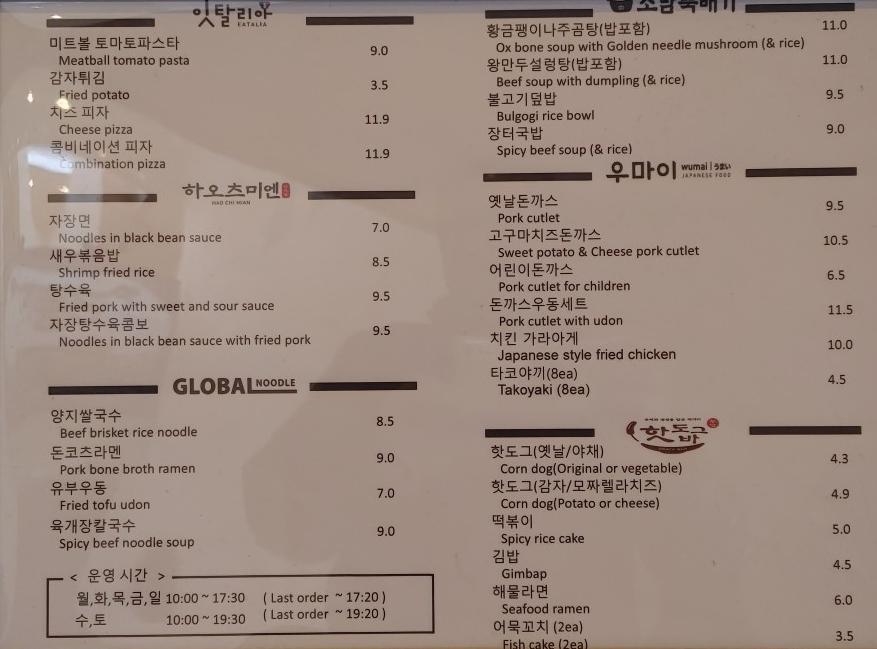 잇탈리아
EATALIA
미트볼 토마토파스타 9.0
Meatball tomato pasta
감자튀김 3.5
Fried potato
치즈 피자 11.9
Cheese pizza
콤비네이션 피자 11.9
Combination pizza
하오츠미엔
HAO CHI MIAN
자장면 7.0
Noodles in black bean sauce
새우볶음밥 8.5
Shrimp fried rice
탕수육 9.5
Fried pork with sweet and sour sauce
자장탕수육콤보 9.5
Noodles in black bean sauce with fried pork
GLOBAL NOODLE
양지쌀국수 8.5
Beef brisket rice noodle
돈코츠라멘 9.0
Pork bone broth ramen
유부우동 7.0
Fried tofu udon
육개장칼국수 9.0
Spicy beef noodle soup
< 운영 시간 >
월,화,목,금,일 10:00 ~ 17:30 ( Last order ~ 17:20 )
수,토 10:00 ~ 19:30 ( Last order ~ 19:20 )
황금팽이나주곰탕(밥포함) 11.0
Ox bone soup with Golden needle mushroom (& rice)
왕만두설렁탕(밥포함) 11.0
Beef soup with dumpling (& rice)
불고기덮밥 9.5
Bulgogi rice bowl
장터국밥 9.0
Spicy beef soup (& rice)
우마이 wumai | うまい
JAPANESE FOOD
옛날돈까스 9.5
Pork cutlet
고구마치즈돈까스 10.5
Sweet potato & Cheese pork cutlet
어린이돈까스 6.5
Pork cutlet for children
돈까스우동세트 11.5
Pork cutlet with udon
치킨 가라아게 10.0
Japanese style fried chicken
타코야끼(8ea) 4.5
Takoyaki (8ea)
핫도그밥
핫도그(옛날/야채) 4.3
Corn dog(Original or vegetable)
핫도그(감자/모짜렐라치즈) 4.9
Corn dog(Potato or cheese)
떡볶이 5.0
Spicy rice cake
김밥 4.5
Gimbap
해물라면 6.0
Seafood ramen
어묵꼬치 (2ea) 3.5
Fish cake (2ea)